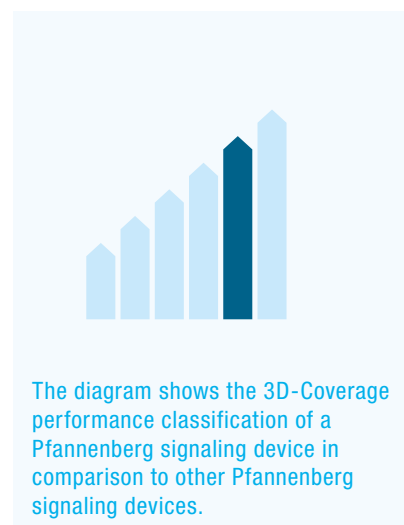 The diagram shows the 3D-Coverage
performance classification of a
Pfannenberg signaling device in
comparison to other Pfannenberg
signaling devices.